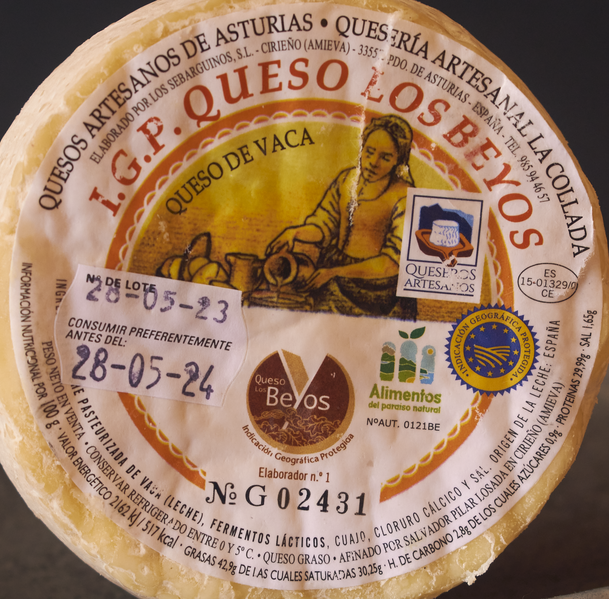 QUESOS ARTESANOS DE ASTURIAS • QUESERÍA ARTESANAL LA COLLADA
ELABORADO POR LOS SEBARGUINOS, S.L. - CIRIEÑO (AMIEVA) - 3355 PDO. DE ASTURIAS - ESPAÑA - TEL. 985 94 46 57
I.G.P. QUESO LOS BEYOS
QUESO DE VACA
QUESEROS
ARTESANOS
ES
15-01329/0
CE
Nº DE LOTE
28-05-23
CONSUMIR PREFERENTEMENTE
ANTES DEL:
28-05-24
INDICACIÓN GEOGRÁFICA PROTEGIDA
Queso
Los
Beyos
Indicación Geográfica Protegida
Alimentos
del paraíso natural
NºAUT. 0121BE
Elaborador n.º 1
Nº G 02431
PASTEURIZADA DE VACA (LECHE), FERMENTOS LÁCTICOS, CUAJO, CLORURO CÁLCICO Y SAL. ORIGEN DE LA LECHE: ESPAÑA
PESO NETO EN VENTA • CONSERVAR REFRIGERADO ENTRE 0 Y 5º C. • QUESO GRASO • AFINADO POR SALVADOR PILAR LOSADA EN CIRIEÑO (AMIEVA)
INFORMACIÓN NUTRICIONAL POR 100 g • VALOR ENERGÉTICO 2162 kJ / 517 kcal • GRASAS 42,9g DE LAS CUALES SATURADAS 30,25g • H. DE CARBONO 2,8g DE LOS CUALES AZÚCARES 0,9g • PROTEINAS 29,99g • SAL 1,65g